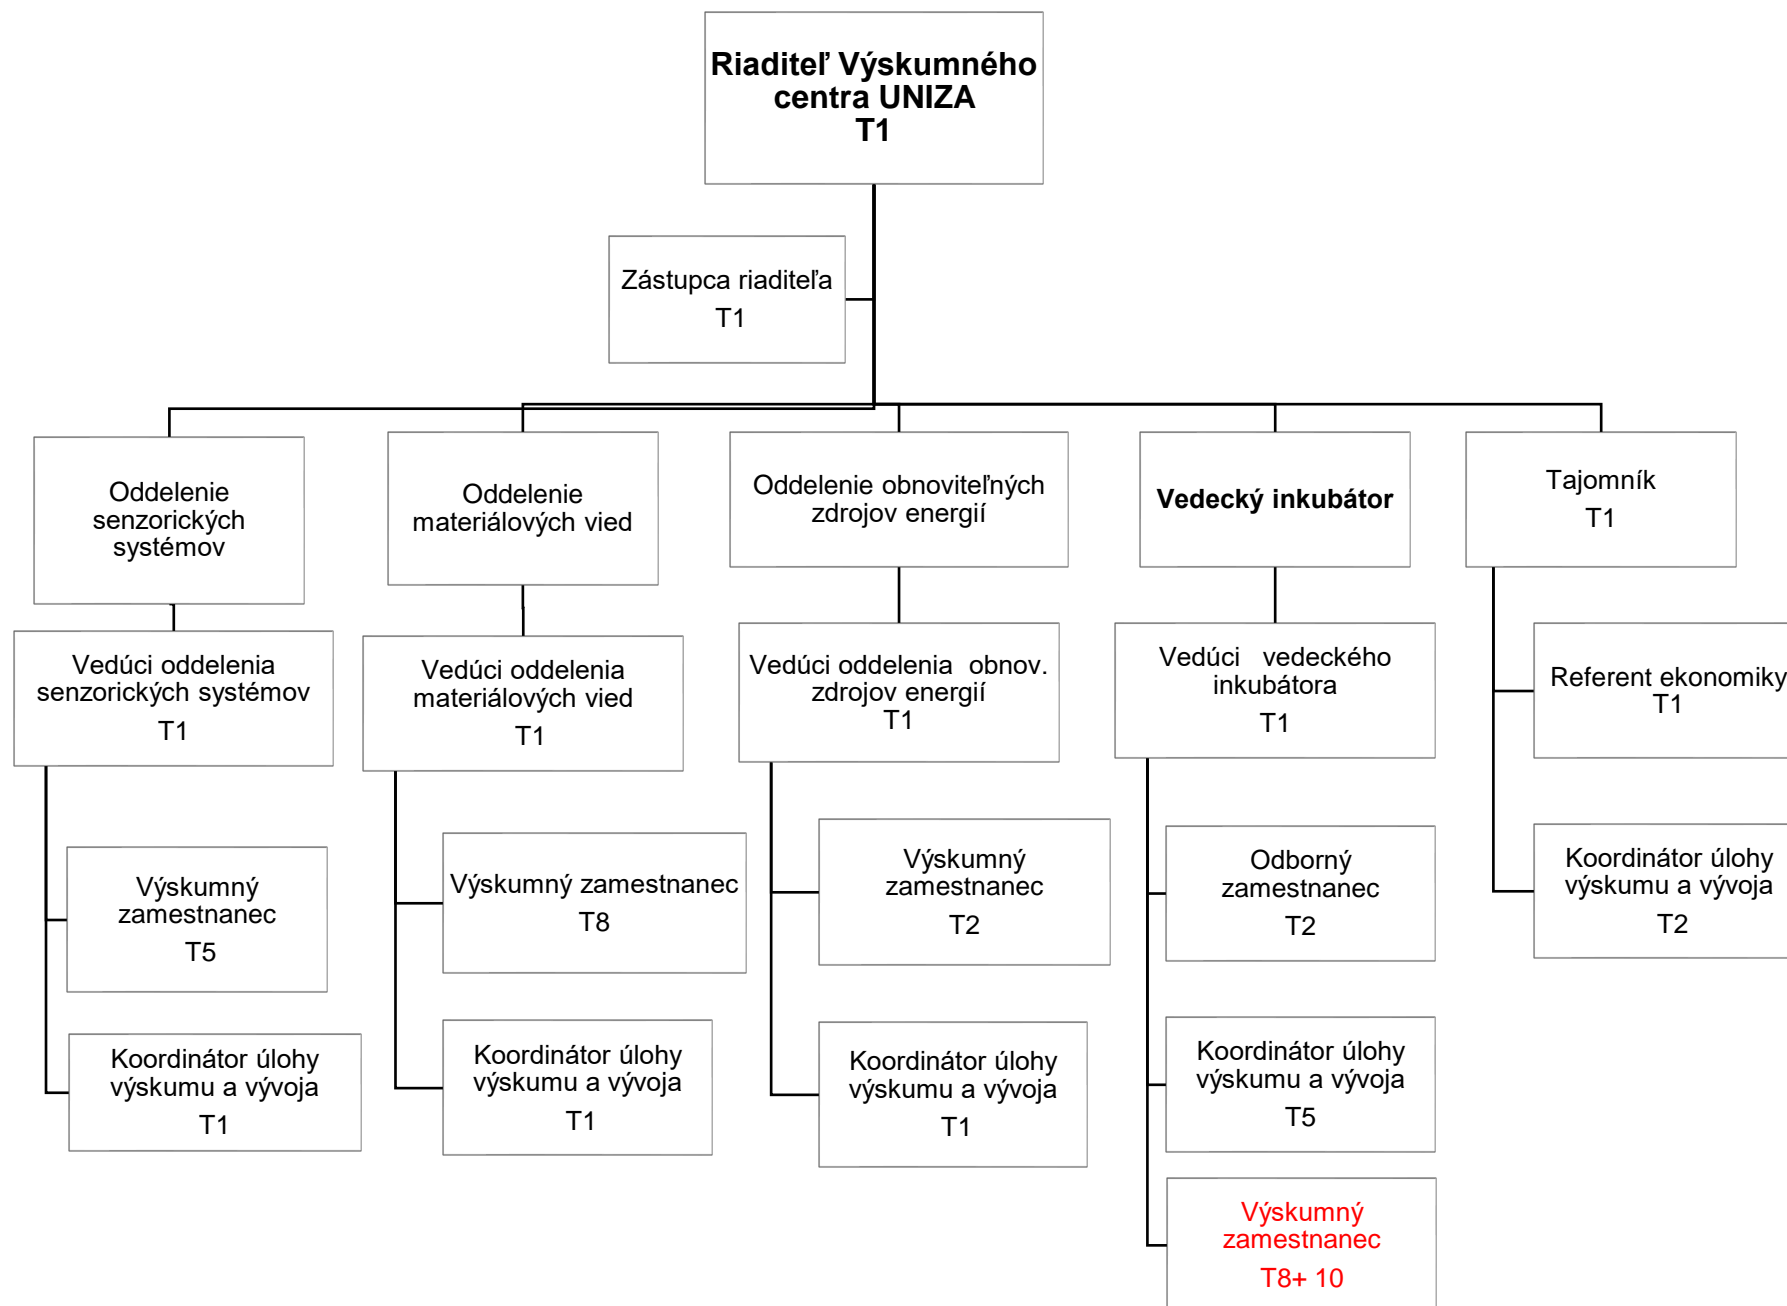 Riaditeľ Výskumného
centra UNIZA
T1
Zástupca riaditeľa
T1
Oddelenie
senzorických
systémov
Oddelenie
materiálových vied
Oddelenie obnoviteľných
zdrojov energií
Vedecký inkubátor
Tajomník
T1
Vedúci oddelenia
senzorických systémov
T1
Vedúci oddelenia
materiálových vied
T1
Vedúci oddelenia obnov.
zdrojov energií
T1
Vedúci vedeckého
inkubátora
T1
Referent ekonomiky
T1
Výskumný
zamestnanec
T5
Výskumný zamestnanec
T8
Výskumný
zamestnanec
T2
Odborný
zamestnanec
T2
Koordinátor úlohy
výskumu a vývoja
T2
Koordinátor úlohy
výskumu a vývoja
T1
Koordinátor úlohy
výskumu a vývoja
T1
Koordinátor úlohy
výskumu a vývoja
T1
Koordinátor úlohy
výskumu a vývoja
T5
Výskumný
zamestnanec
T8+ 10